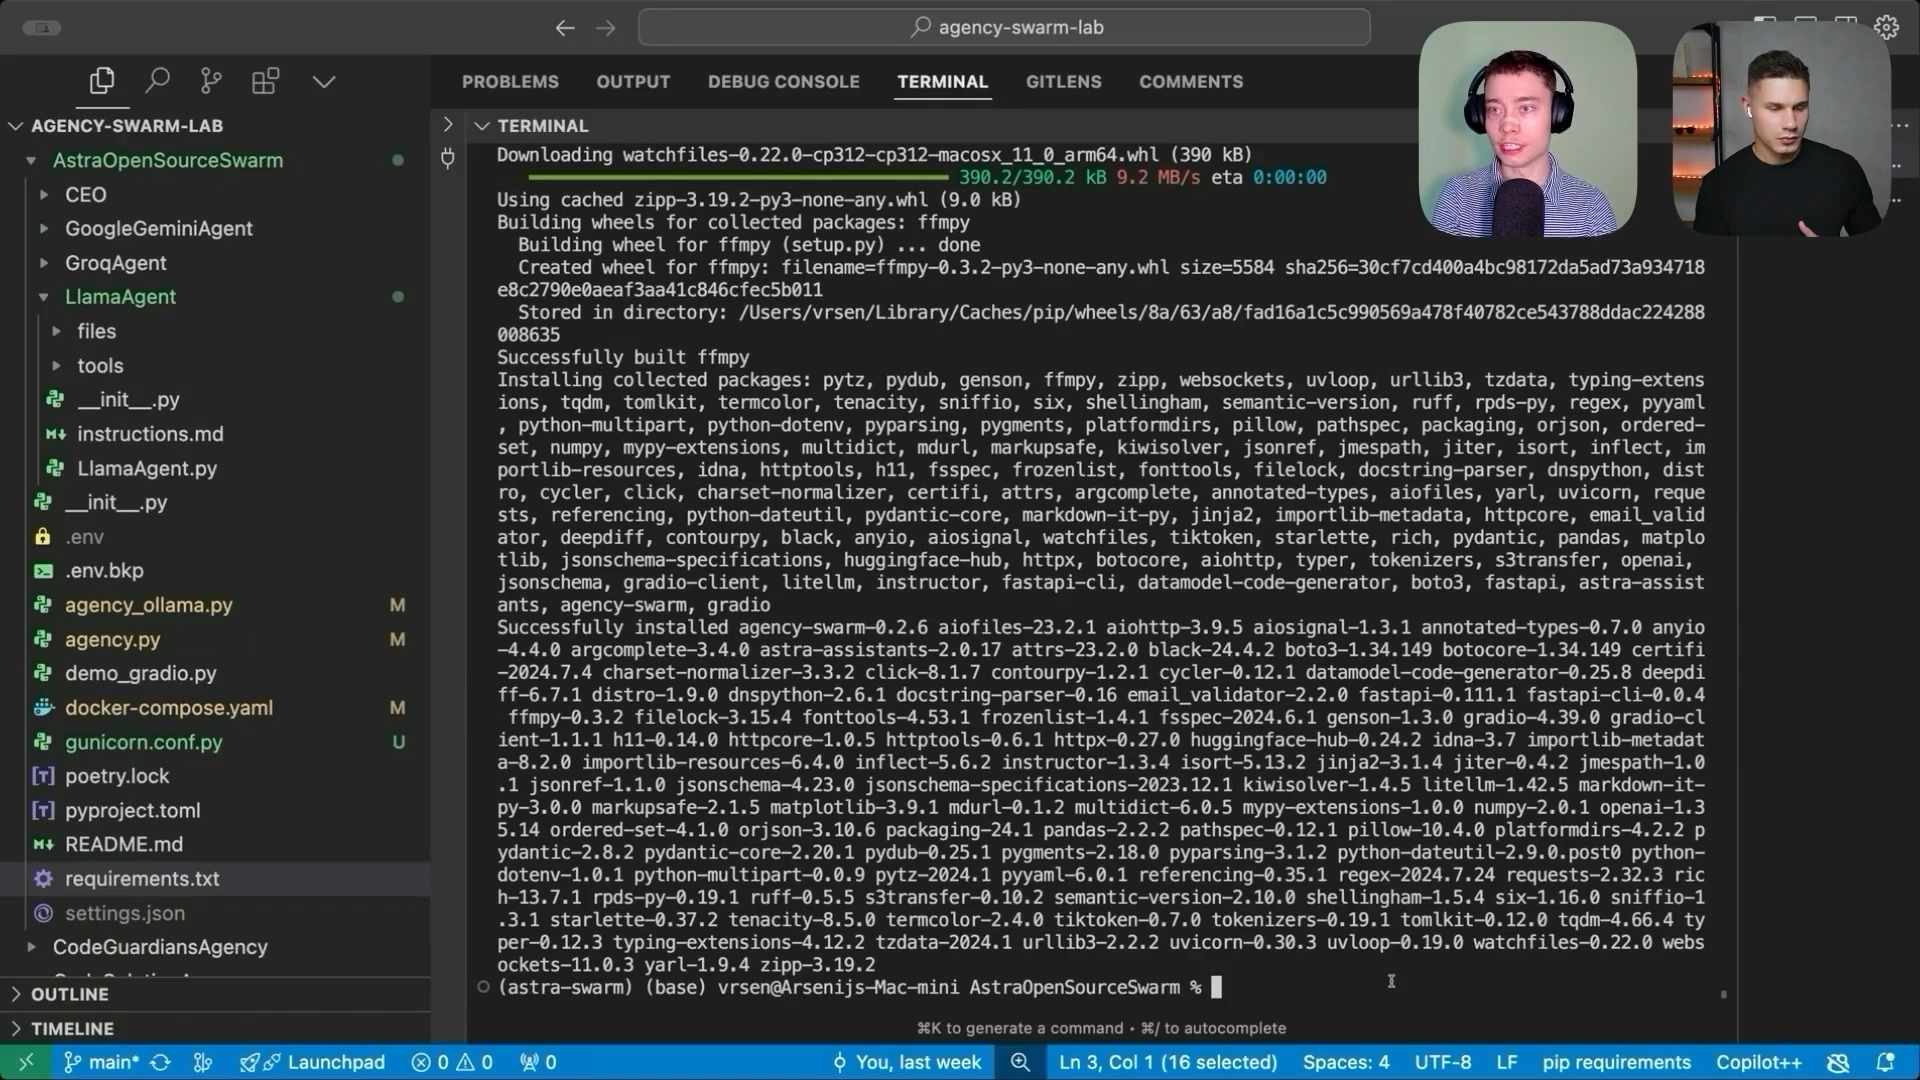 agency-swarm-lab
PROBLEMS OUTPUT DEBUG CONSOLE TERMINAL GITLENS COMMENTS
AGENCY-SWARM-LAB
AstraOpenSourceSwarm
CEO
GoogleGeminiAgent
GroqAgent
LlamaAgent
files
tools
__init__.py
instructions.md
LlamaAgent.py
__init__.py
.env
.env.bkp
agency_ollama.py M
agency.py M
demo_gradio.py
docker-compose.yaml M
gunicorn.conf.py U
poetry.lock
pyproject.toml
README.md
requirements.txt
settings.json
CodeGuardiansAgency
OUTLINE
TIMELINE
TERMINAL
Downloading watchfiles-0.22.0-cp312-cp312-macosx_11_0_arm64.whl (390 kB)
390.2/390.2 kB 9.2 MB/s eta 0:00:00
Using cached zipp-3.19.2-py3-none-any.whl (9.0 kB)
Building wheels for collected packages: ffmpy
Building wheel for ffmpy (setup.py) ... done
Created wheel for ffmpy: filename=ffmpy-0.3.2-py3-none-any.whl size=5584 sha256=30cf7cd400a4bc98172da5ad73a934718
e8c2790e0aeaf3aa41c846cfec5b011
Stored in directory: /Users/vrsen/Library/Caches/pip/wheels/8a/63/a8/fad16a1c5c990569a478f40782ce543788ddac224288
008635
Successfully built ffmpy
Installing collected packages: pytz, pydub, genson, ffmpy, zipp, websockets, uvloop, urllib3, tzdata, typing-extens
ions, tqdm, tomlkit, termcolor, tenacity, sniffio, six, shellingham, semantic-version, ruff, rpds-py, regex, pyyaml
, python-multipart, python-dotenv, pyparsing, pygments, platformdirs, pillow, pathspec, packaging, orjson, ordered-
set, numpy, mypy-extensions, multidict, mdurl, markupsafe, kiwisolver, jsonref, jmespath, jiter, isort, inflect, im
portlib-resources, idna, httptools, h11, fsspec, frozenlist, fonttools, filelock, docstring-parser, dnspython, dist
ro, cycler, click, charset-normalizer, certifi, attrs, argcomplete, annotated-types, aiofiles, yarl, uvicorn, reque
sts, referencing, python-dateutil, pydantic-core, markdown-it-py, jinja2, importlib-metadata, httpcore, email_valid
ator, deepdiff, contourpy, black, anyio, aiosignal, watchfiles, tiktoken, starlette, rich, pydantic, pandas, matplo
tlib, jsonschema-specifications, huggingface-hub, httpx, botocore, aiohttp, typer, tokenizers, s3transfer, openai,
jsonschema, gradio-client, litellm, instructor, fastapi-cli, datamodel-code-generator, boto3, fastapi, astra-assist
ants, agency-swarm, gradio
Successfully installed agency-swarm-0.2.6 aiofiles-23.2.1 aiohttp-3.9.5 aiosignal-1.3.1 annotated-types-0.7.0 anyio
-4.4.0 argcomplete-3.4.0 astra-assistants-2.0.17 attrs-23.2.0 black-24.4.2 boto3-1.34.149 botocore-1.34.149 certifi
-2024.7.4 charset-normalizer-3.3.2 click-8.1.7 contourpy-1.2.1 cycler-0.12.1 datamodel-code-generator-0.25.8 deepdi
ff-6.7.1 distro-1.9.0 dnspython-2.6.1 docstring-parser-0.16 email_validator-2.2.0 fastapi-0.111.1 fastapi-cli-0.0.4
ffmpy-0.3.2 filelock-3.15.4 fonttools-4.53.1 frozenlist-1.4.1 fsspec-2024.6.1 genson-1.3.0 gradio-4.39.0 gradio-cl
ient-1.1.1 h11-0.14.0 httpcore-1.0.5 httptools-0.6.1 httpx-0.27.0 huggingface-hub-0.24.2 idna-3.7 importlib-metadat
a-8.2.0 importlib-resources-6.4.0 inflect-5.6.2 instructor-1.3.4 isort-5.13.2 jinja2-3.1.4 jiter-0.4.2 jmespath-1.0
.1 jsonref-1.1.0 jsonschema-4.23.0 jsonschema-specifications-2023.12.1 kiwisolver-1.4.5 litellm-1.42.5 markdown-it-
py-3.0.0 markupsafe-2.1.5 matplotlib-3.9.1 mdurl-0.1.2 multidict-6.0.5 mypy-extensions-1.0.0 numpy-2.0.1 openai-1.3
5.14 ordered-set-4.1.0 orjson-3.10.6 packaging-24.1 pandas-2.2.2 pathspec-0.12.1 pillow-10.4.0 platformdirs-4.2.2 p
ydantic-2.8.2 pydantic-core-2.20.1 pydub-0.25.1 pygments-2.18.0 pyparsing-3.1.2 python-dateutil-2.9.0.post0 python-
dotenv-1.0.1 python-multipart-0.0.9 pytz-2024.1 pyyaml-6.0.1 referencing-0.35.1 regex-2024.7.24 requests-2.32.3 ric
h-13.7.1 rpds-py-0.19.1 ruff-0.5.5 s3transfer-0.10.2 semantic-version-2.10.0 shellingham-1.5.4 six-1.16.0 sniffio-1
.3.1 starlette-0.37.2 tenacity-8.5.0 termcolor-2.4.0 tiktoken-0.7.0 tokenizers-0.19.1 tomlkit-0.12.0 tqdm-4.66.4 ty
per-0.12.3 typing-extensions-4.12.2 tzdata-2024.1 urllib3-2.2.2 uvicorn-0.30.3 uvloop-0.19.0 watchfiles-0.22.0 webs
ockets-11.0.3 yarl-1.9.4 zipp-3.19.2
(astra-swarm) (base) vrsen@Arsenijs-Mac-mini AstraOpenSourceSwarm %
⌘K to generate a command • ⌘/ to autocomplete
main* Launchpad 0 0 0 You, last week Ln 3, Col 1 (16 selected) Spaces: 4 UTF-8 LF pip requirements Copilot++